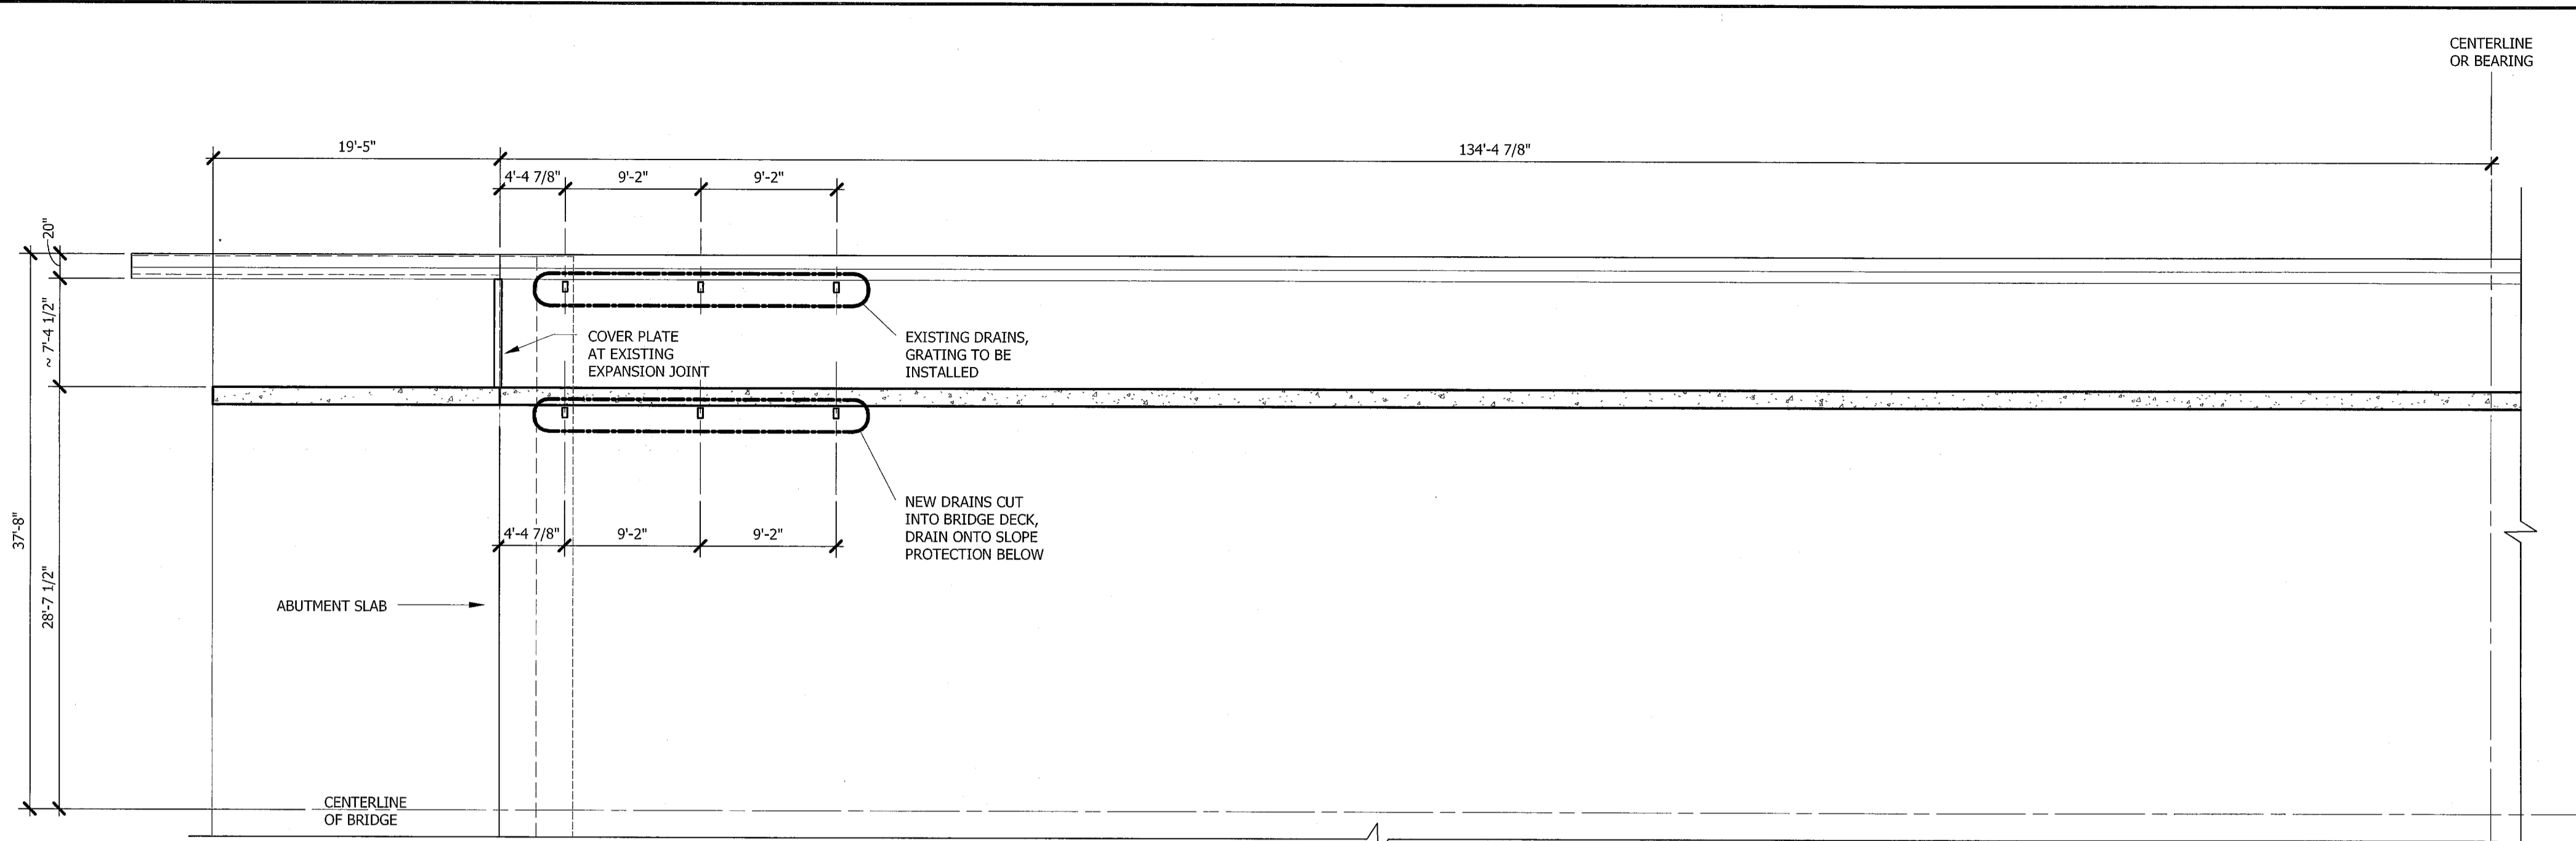 CENTERLINE
OR BEARING
19'-5"
134'-4 7/8"
4'-4 7/8"
9'-2"
9'-2"
20"
~ 7'-4 1/2"
37'-8"
28'-7 1/2"
COVER PLATE
AT EXISTING
EXPANSION JOINT
EXISTING DRAINS,
GRATING TO BE
INSTALLED
NEW DRAINS CUT
INTO BRIDGE DECK,
DRAIN ONTO SLOPE
PROTECTION BELOW
4'-4 7/8"
9'-2"
9'-2"
ABUTMENT SLAB
CENTERLINE
OF BRIDGE